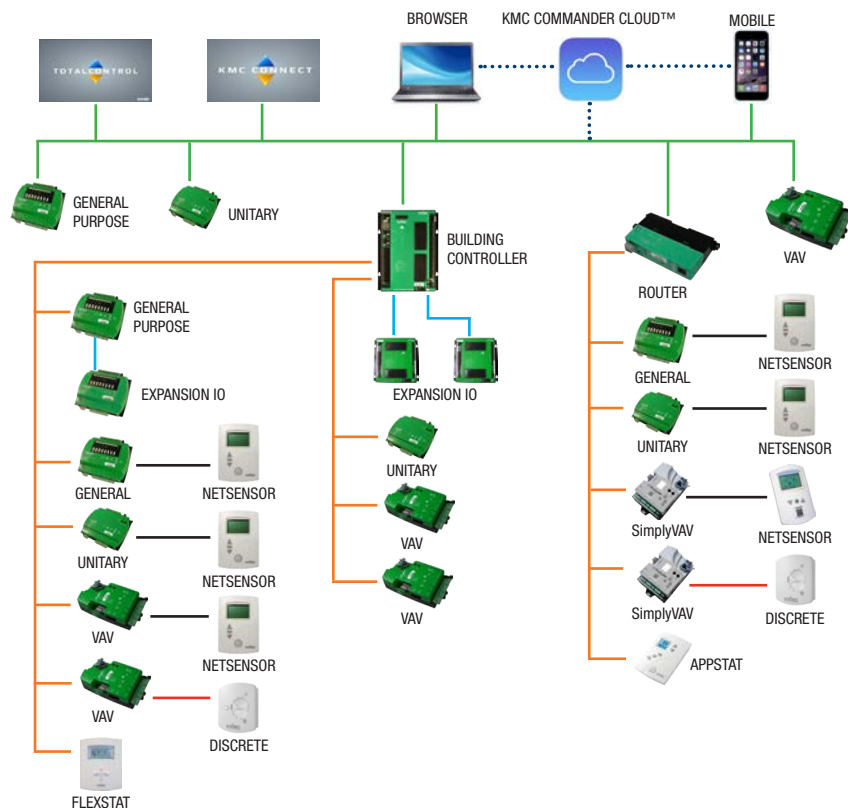 BROWSER
KMC COMMANDER CLOUD™
MOBILE
TOTALCONTROL
KMC CONNECT
GENERAL
PURPOSE
UNITARY
BUILDING
CONTROLLER
ROUTER
VAV
GENERAL
PURPOSE
EXPANSION IO
EXPANSION IO
GENERAL
NETSENSOR
UNITARY
NETSENSOR
UNITARY
NETSENSOR
GENERAL
NETSENSOR
UNITARY
NETSENSOR
VAV
SimplyVAV
NETSENSOR
VAV
NETSENSOR
VAV
SimplyVAV
DISCRETE
VAV
DISCRETE
APPSTAT
FLEXSTAT